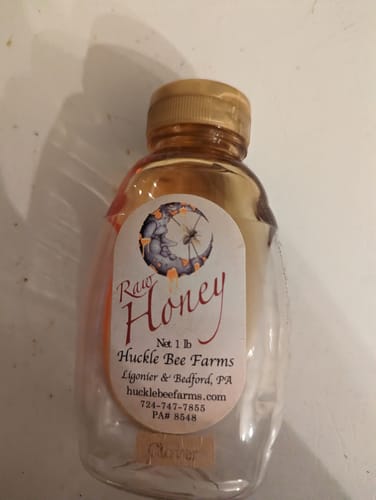 Raw
Honey
Net 1 lb
Huckle Bee Farms
Ligonier & Bedford, PA
hucklebeefarms.com
724-747-7855
PA# 8548